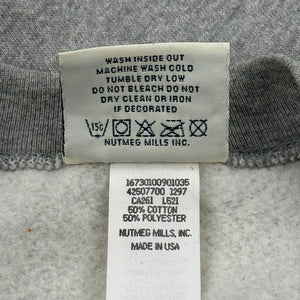 WASH INSIDE OUT
MACHINE WASH COLD
TUMBLE DRY LOW
DO NOT BLEACH DO NOT
DRY CLEAN OR IRON
IF DECORATED
15C
NUTMEG MILLS INC.
16730100901035
42507700 1297
CA261 L521
50% COTTON
50% POLYESTER
NUTMEG MILLS, INC.
MADE IN USA